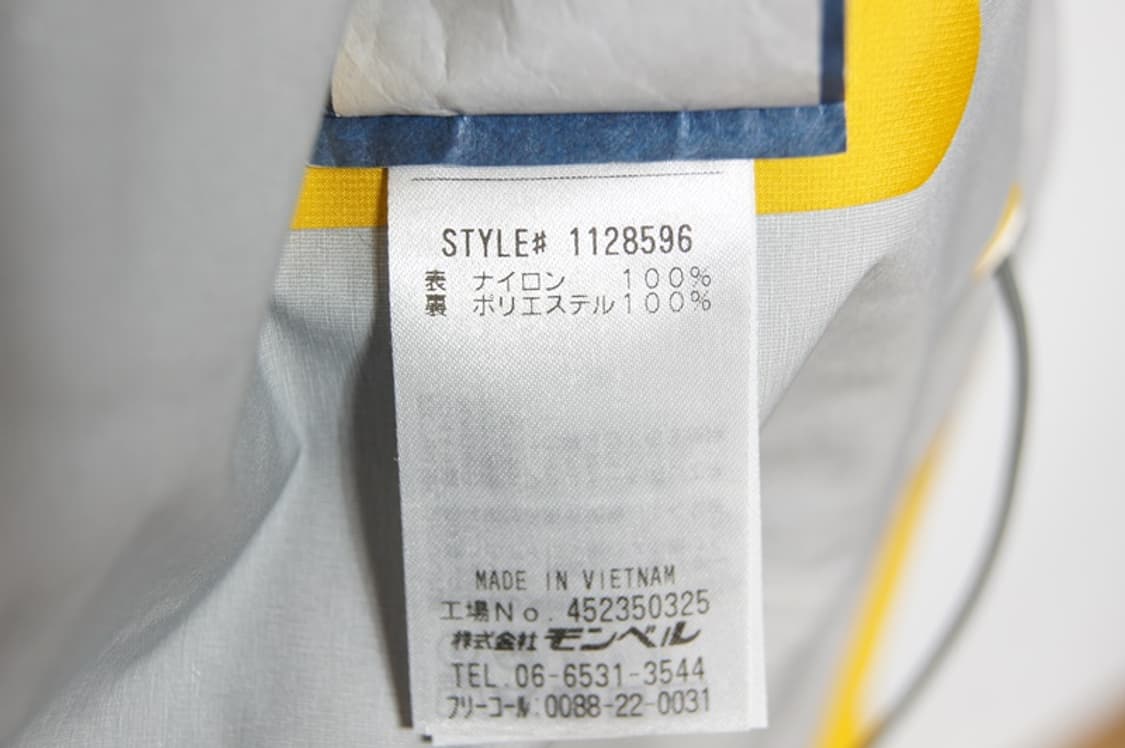 STYLE# 1128596
表 ナイロン 100%
裏 ポリエステル100%
MADE IN VIETNAM
工場No. 452350325
株式会社 モンベル
TEL.06-6531-3544
フリーコール:0088-22-0031